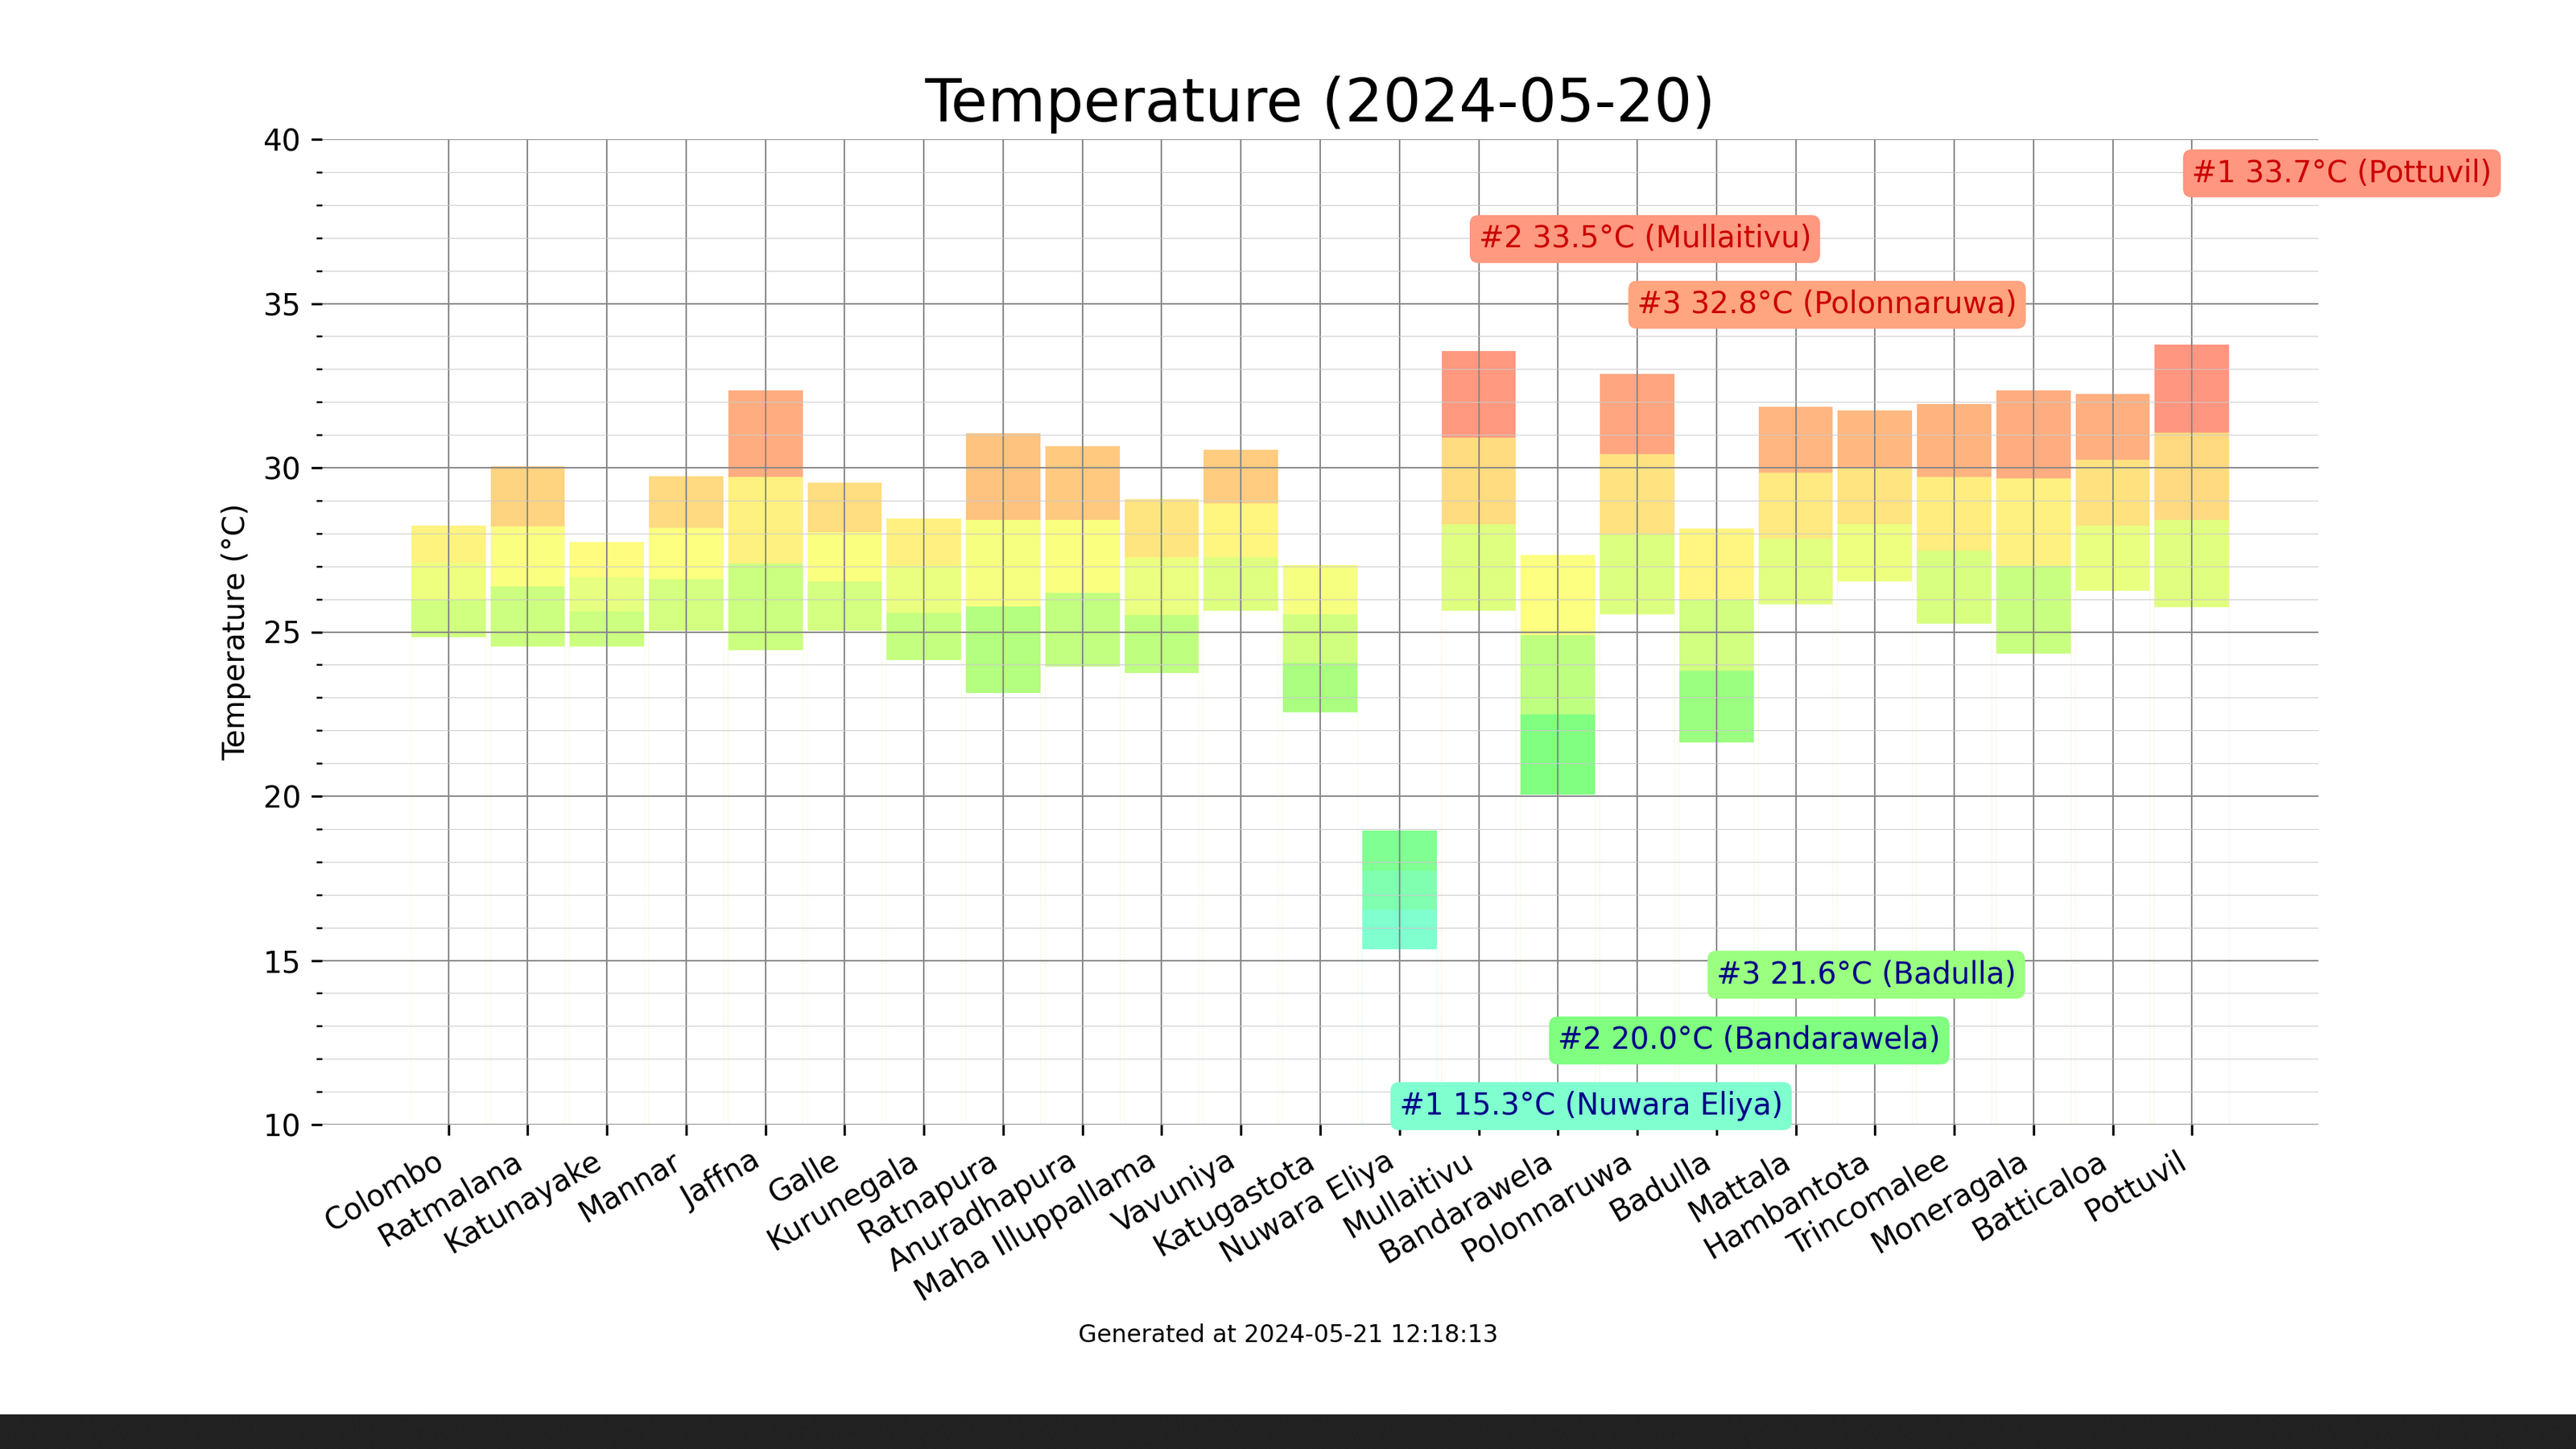 Temperature (2024-05-20)
40
#1 33.7°C (Pottuvil)
#2 33.5°C (Mullaitivu)
35
#3 32.8°C (Polonnaruwa)
30
Temperature (°C)
25
20
15
#3 21.6°C (Badulla)
#2 20.0°C (Bandarawela)
#1 15.3°C (Nuwara Eliya)
10
Colombo
Ratmalana
Katunayake
Mannar
Jaffna
Galle
Kurunegala
Ratnapura
Anuradhapura
Maha Illuppallama
Vavuniya
Katugastota
Nuwara Eliya
Mullaitivu
Bandarawela
Polonnaruwa
Badulla
Mattala
Hambantota
Trincomalee
Moneragala
Batticaloa
Pottuvil
Generated at 2024-05-21 12:18:13